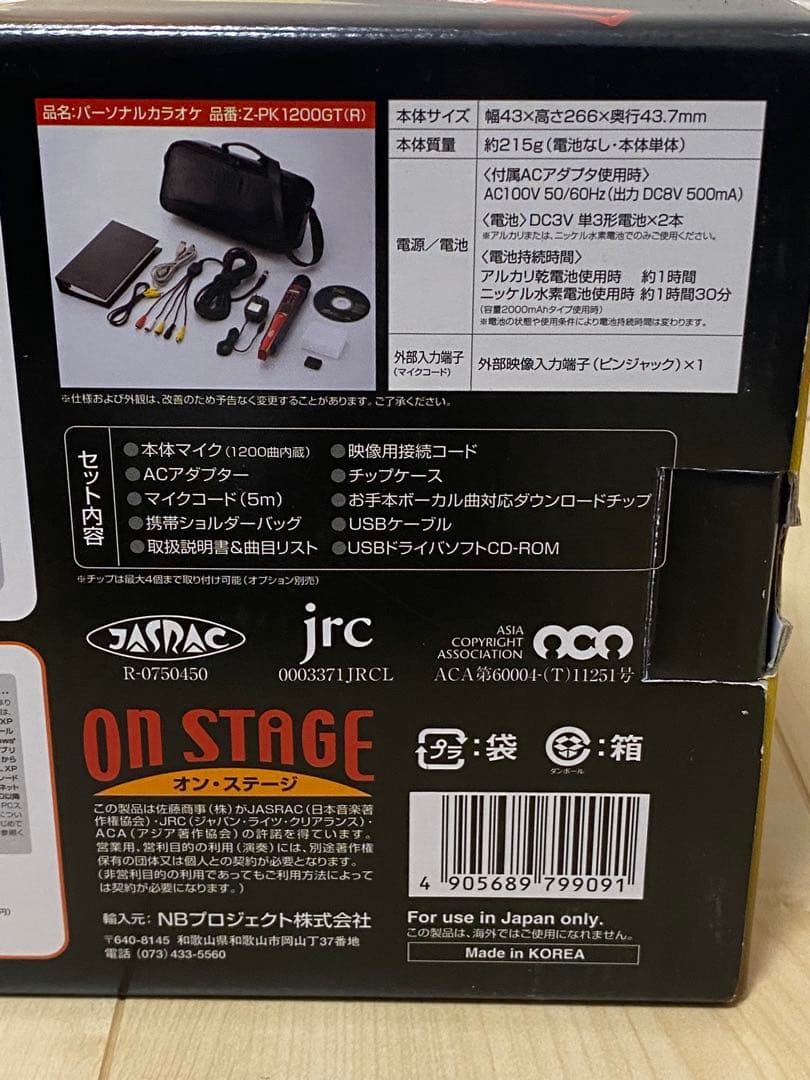 品名:パーソナルカラオケ 品番:Z-PK1200GT(R)
本体サイズ 幅43×高さ266×奥行43.7mm
本体質量 約215g(電池なし・本体単体)
電源/電池
〈付属ACアダプタ使用時〉
AC100V 50/60Hz(出力 DC8V 500mA)
〈電池〉DC3V 単3形電池×2本
※アルカリまたは、ニッケル水素電池でのみご使用ください。
〈電池持続時間〉
アルカリ乾電池使用時 約1時間
ニッケル水素電池使用時 約1時間30分
(容量2000mAhタイプ使用時)
※電池の状態や使用条件により電池持続時間は変わります。
外部入力端子
(マイクコード)
外部映像入力端子(ピンジャック)×1
※仕様および外観は、改善のため予告なく変更することがあります。ご了承ください。
セット内容
●本体マイク(1200曲内蔵)
●ACアダプター
●マイクコード(5m)
●携帯ショルダーバッグ
●取扱説明書&曲目リスト
●映像用接続コード
●チップケース
●お手本ボーカル曲対応ダウンロードチップ
●USBケーブル
●USBドライバソフトCD-ROM
※チップは最大4個まで取り付け可能(オプション別売)
JASRAC
R-0750450
jrc
0003371JRCL
ASIA
COPYRIGHT
ASSOCIATION
aca
ACA第60004-(T)11251号
On STAGE
オン・ステージ
プラ:袋
ダンボール:箱
この製品は佐藤商事(株)がJASRAC(日本音楽著
作権協会)・JRC(ジャパン・ライツ・クリアランス)・
ACA(アジア著作協会)の許諾を得ています。
営業用、営利目的の利用(演奏)には、別途著作権
保有の団体又は個人との契約が必要となります。
(非営利目的であってもご利用方法によって
は契約が必要になります。)
輸入元:NBプロジェクト株式会社
〒640-8145 和歌山県和歌山市岡山丁37番地
電話(073)433-5560
4 905689 799091
For use in Japan only.
この製品は、海外ではご使用になれません。
Made in KOREA